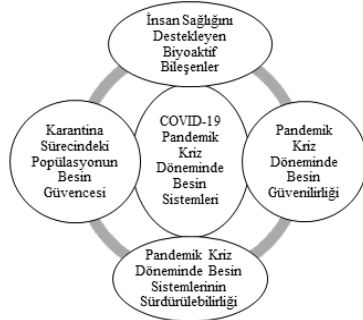 İnsan Sağlığını
Destekleyen
Biyoaktif
Bileşenler
Karantina
Sürecindeki
Popülasyonun
Besin
Güvencesi
COVID-19
Pandemik
Kriz
Döneminde
Besin
Sistemleri
Pandemik
Kriz
Döneminde
Besin
Güvenilirliği
Pandemik Kriz
Döneminde Besin
Sistemlerinin
Sürdürülebilirliği